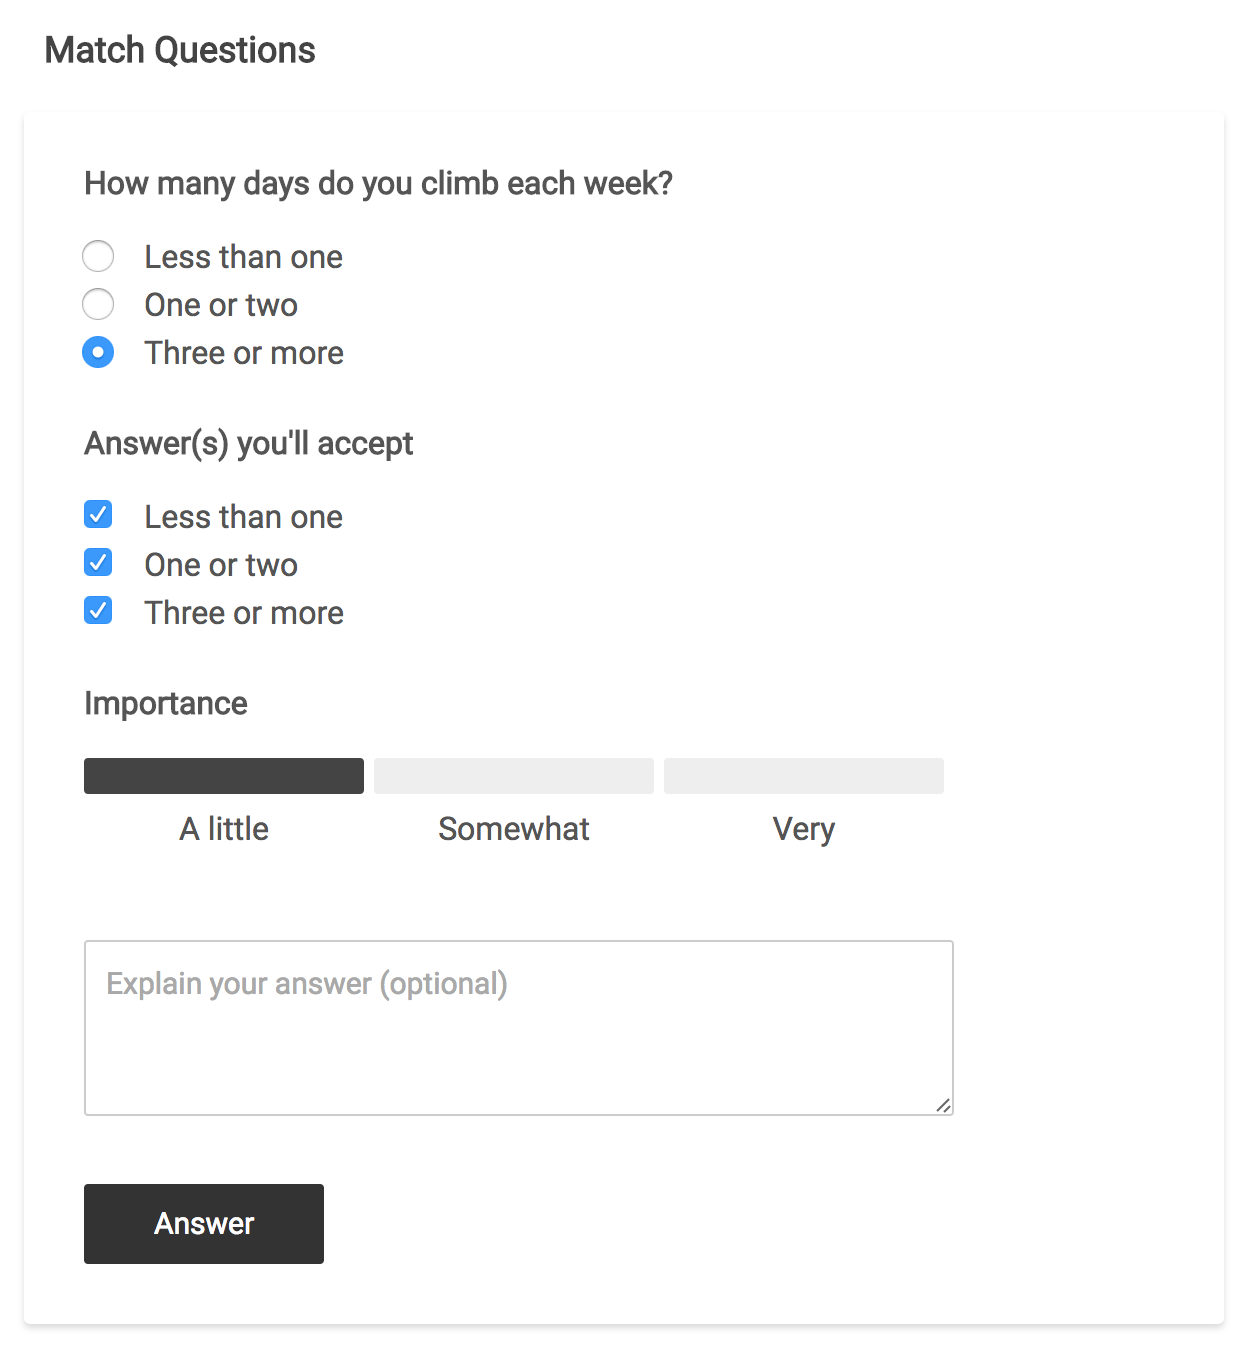 Match Questions
How many days do you climb each week?
Less than one
One or two
Three or more
Answer(s) you'll accept
Less than one
One or two
Three or more
Importance
A little Somewhat Very
Explain your answer (optional)
Answer